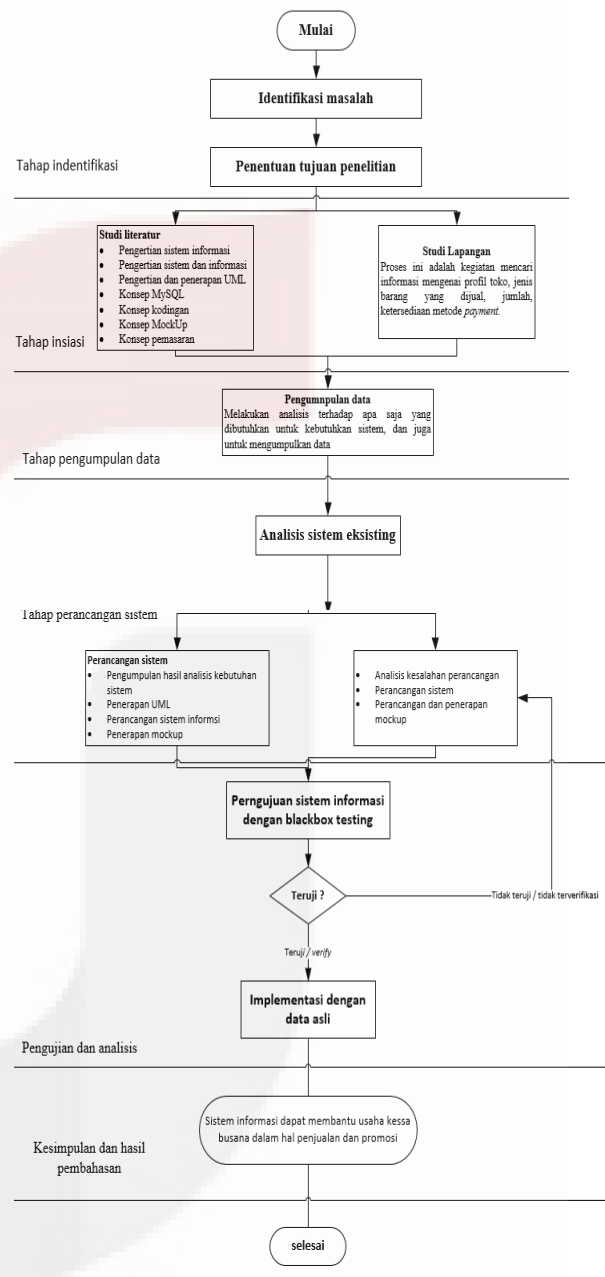 Mulai
Identifikasi masalah
Tahap indentifikasi
Penentuan tujuan penelitian
Studi literatur
• Pengertian sistem informasi
• Pengertian sistem dan informasi
• Pengertian dan penerapan UML
• Konsep MySQL
• Konsep kodingan
• Konsep MockUp
• Konsep pemasaran
Studi Lapangan
Proses ini adalah kegiatan mencari
informasi mengenai profil toko, jenis
barang yang dijual, jumlah,
ketersediaan metode payment.
Tahap insiasi
Pengumnpulan data
Melakukan analisis terhadap apa saja yang
dibutuhkan untuk kebutuhan sistem, dan juga
untuk mengumpulkan data
Tahap pengumpulan data
Analisis sistem eksisting
Tahap perancangan sistem
Perancangan sistem
• Pengumpulan hasil analisis kebutuhan
sistem
• Penerapan UML
• Perancangan sistem informsi
• Penerapan mockup
• Analisis kesalahan perancangan
• Perancangan sistem
• Perancangan dan penerapan
mockup
Perngujuan sistem informasi
dengan blackbox testing
Teruji ?
Tidak teruji / tidak terverifikasi
Teruji / verify
Implementasi dengan
data asli
Pengujian dan analisis
Sistem informasi dapat membantu usaha kessa
busana dalam hal penjualan dan promosi
Kesimpulan dan hasil
pembahasan
selesai